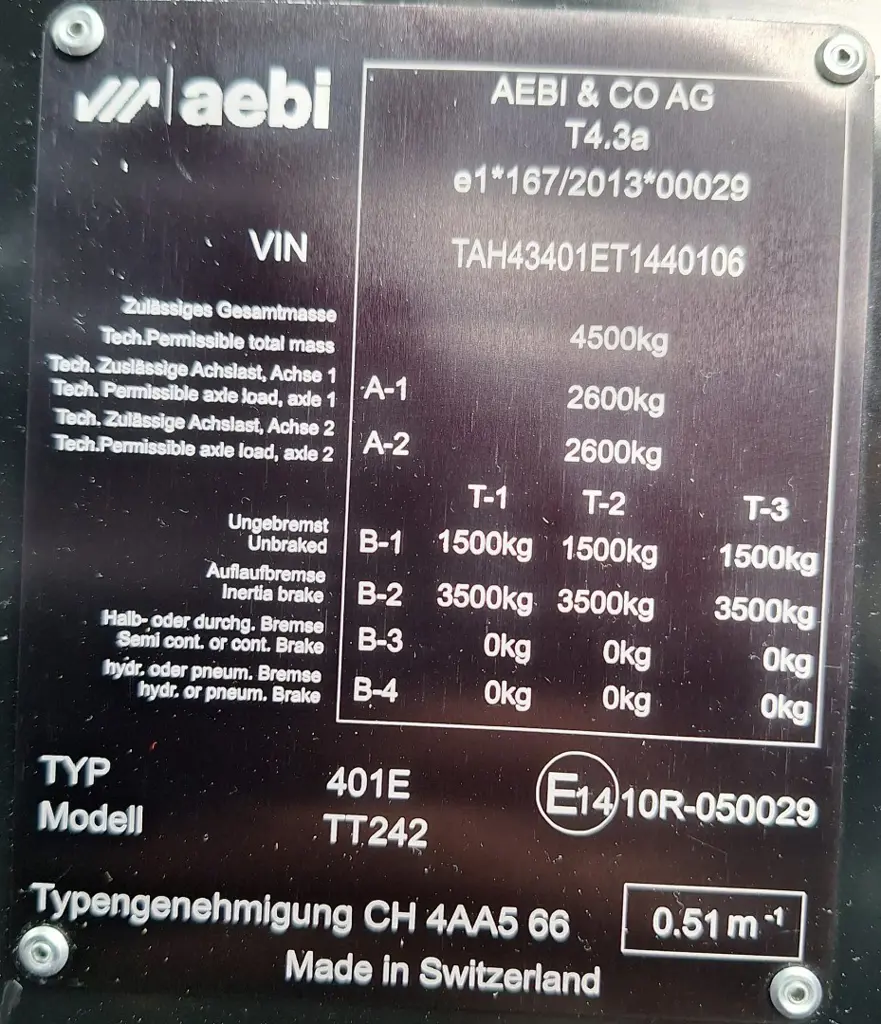 aebi
AEBI & CO AG
T4.3a
e1*167/2013*00029
VIN TAH43401ET1440106
Zulässiges Gesamtmasse
Tech.Permissible total mass 4500kg
Tech. Zuslässige Achslast, Achse 1
Tech. Permissible axle load, axle 1 A-1 2600kg
Tech. Zulässige Achslast, Achse 2
Tech.Permissible axle load, axle 2 A-2 2600kg
T-1 T-2 T-3
Ungebremst
Unbraked B-1 1500kg 1500kg 1500kg
Auflaufbremse
Inertia brake B-2 3500kg 3500kg 3500kg
Halb- oder durchg. Bremse
Semi cont. or cont. Brake B-3 0kg 0kg 0kg
hydr. oder pneum. Bremse
hydr. or pneum. Brake B-4 0kg 0kg 0kg
TYP 401E
Modell TT242
E14 10R-050029
Typengenehmigung CH 4AA5 66 0.51 m⁻¹
Made in Switzerland